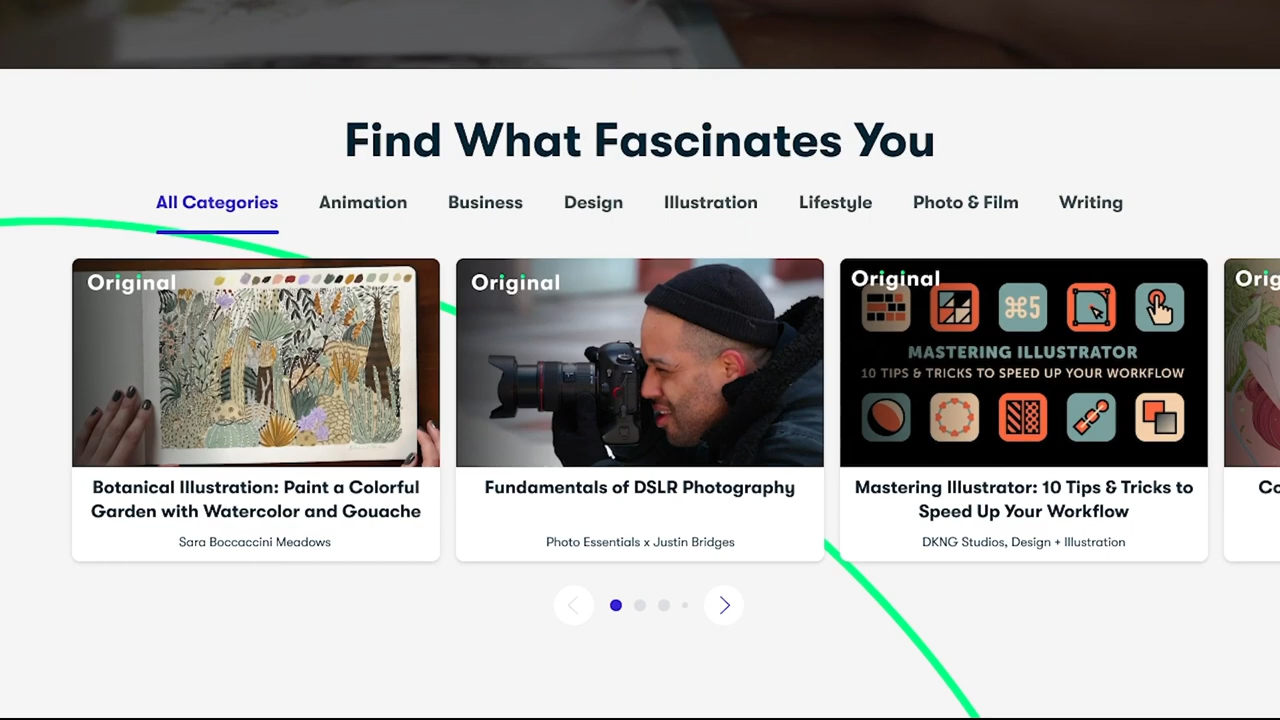 Find What Fascinates You
All Categories Animation Business Design Illustration Lifestyle Photo & Film Writing
Original
Original
Original
⌘5
MASTERING ILLUSTRATOR
10 TIPS & TRICKS TO SPEED UP YOUR WORKFLOW
Orig
Botanical Illustration: Paint a Colorful
Garden with Watercolor and Gouache
Sara Boccaccini Meadows
Fundamentals of DSLR Photography
Photo Essentials x Justin Bridges
Mastering Illustrator: 10 Tips & Tricks to
Speed Up Your Workflow
DKNG Studios, Design + Illustration
Co